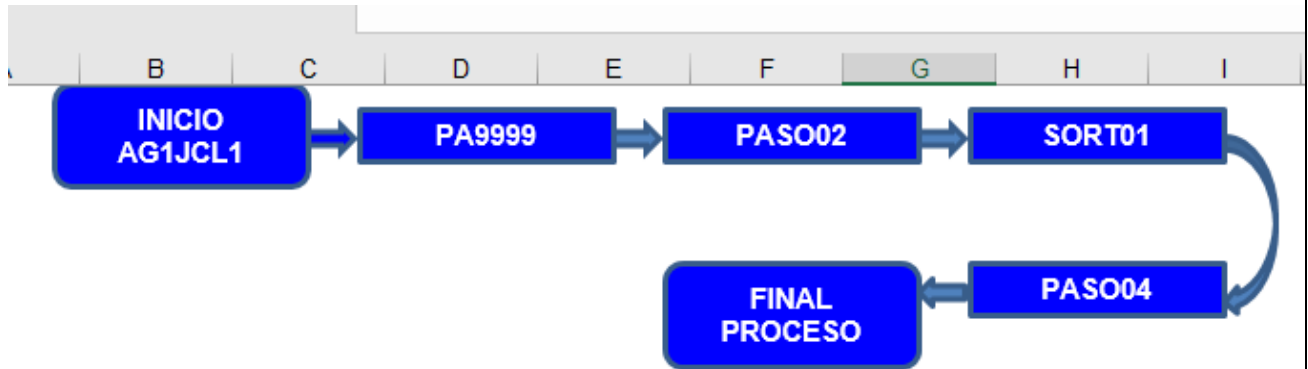 B C D E F G H I
INICIO
AG1JCL1
PA9999
PASO02
SORT01
PASO04
FINAL
PROCESO